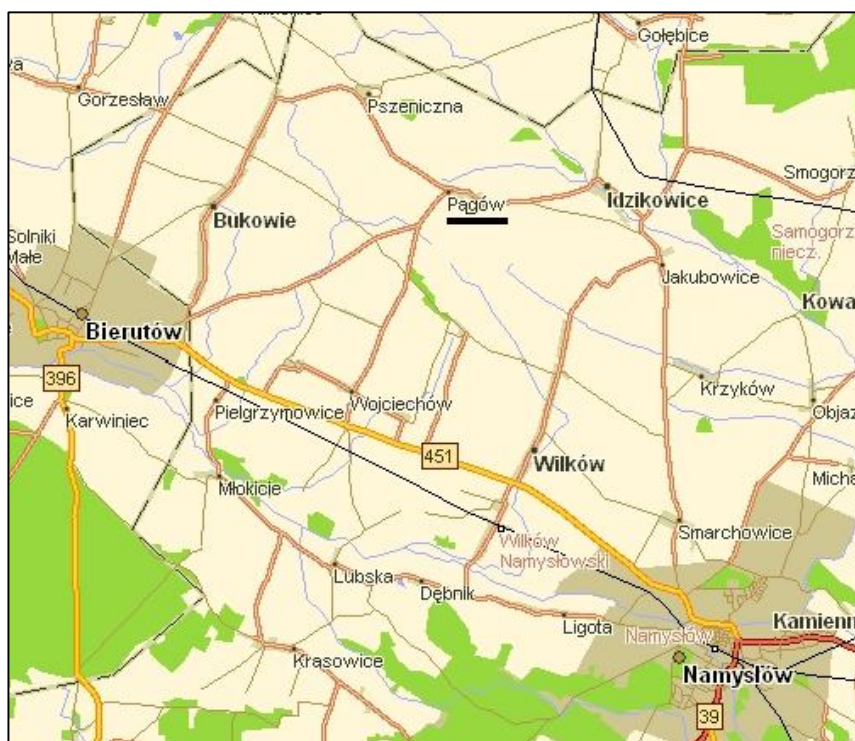 Gołębice
Gorzesław
Pszeniczna
Smogorz
Pągów
Idzikowice
Bukowie
Samogorz
niecz.
Solniki
Małe
Jakubowice
Kowa
Bierutów
396
Krzyków
ice
Karwiniec
Pielgrzymowice
Wojciechów
Objaz
451
Wilków
Młokicie
Micha
Smarchowice
Wilków
Namysłowski
Lubska
Dębnik
Ligota
Namysłów
Kamienn
Krasowice
Namysłów
39